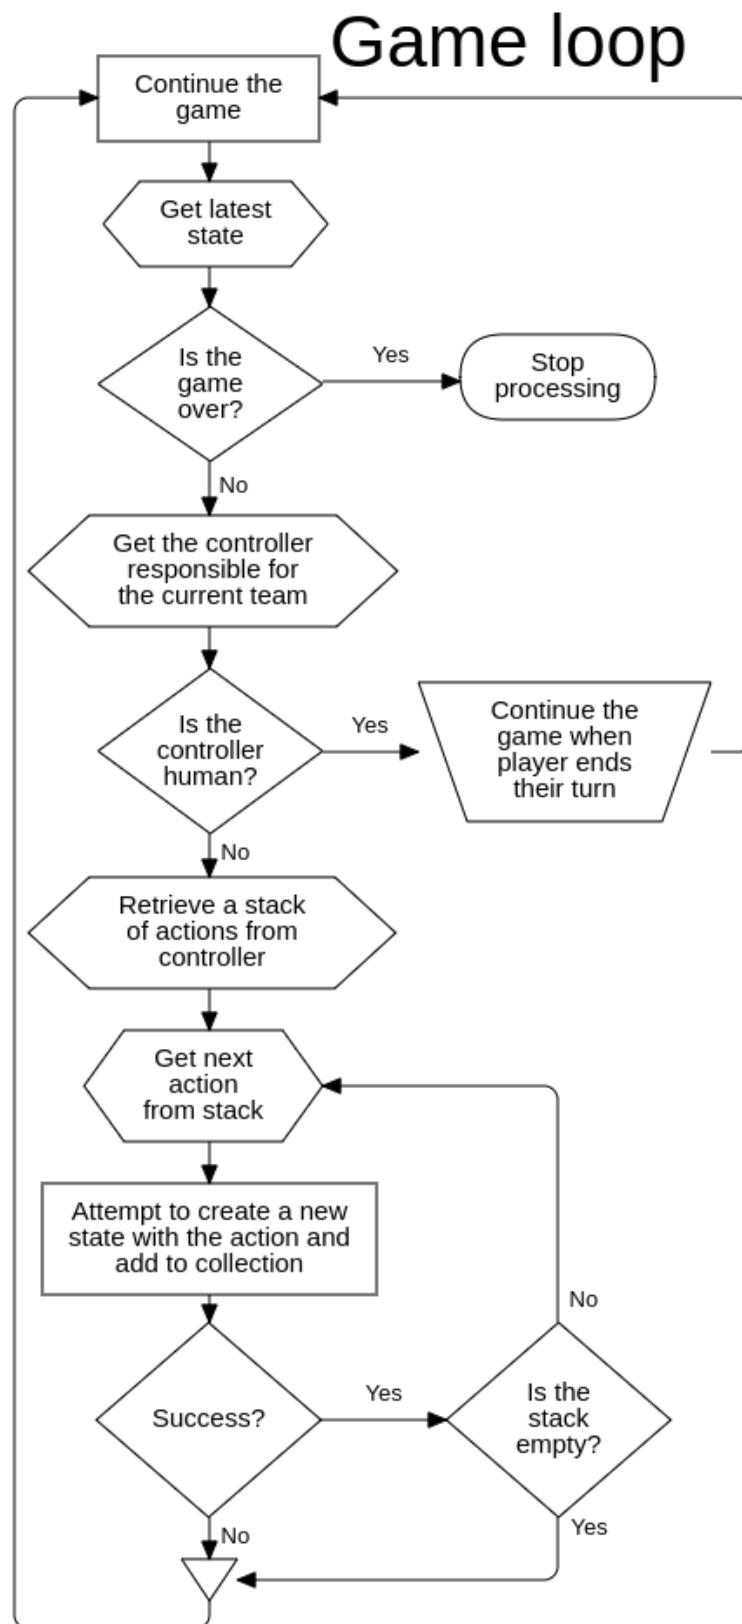 Game loop
Continue the
game
Get latest
state
Is the
game
over?
Yes
Stop
processing
No
Get the controller
responsible for
the current team
Is the
controller
human?
Yes
Continue the
game when
player ends
their turn
No
Retrieve a stack
of actions from
controller
Get next
action
from stack
Attempt to create a new
state with the action and
add to collection
No
Success?
Yes
Is the
stack
empty?
No
Yes